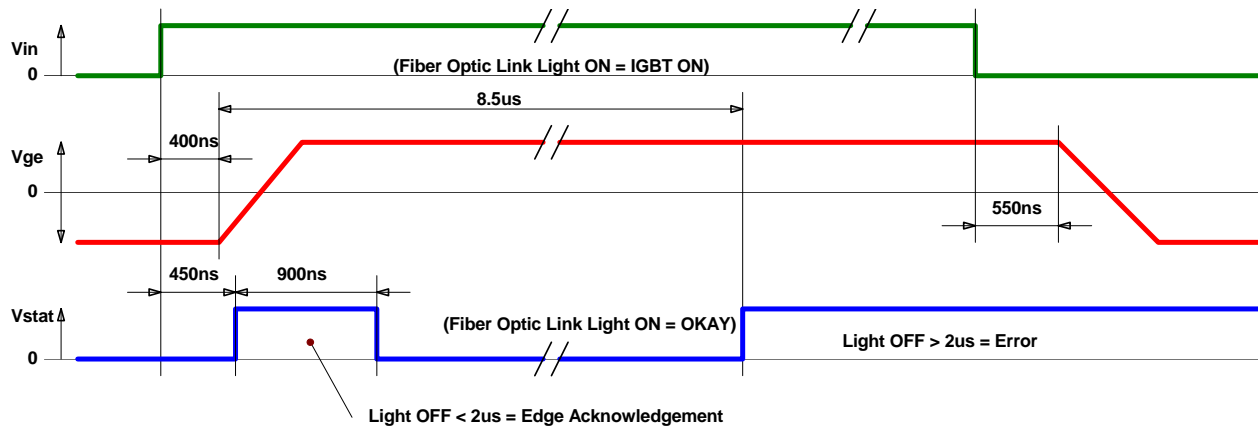 Vin
0
(Fiber Optic Link Light ON = IGBT ON)
8.5us
400ns
Vge
0
550ns
450ns
900ns
Vstat
0
(Fiber Optic Link Light ON = OKAY)
Light OFF > 2us = Error
Light OFF < 2us = Edge Acknowledgement